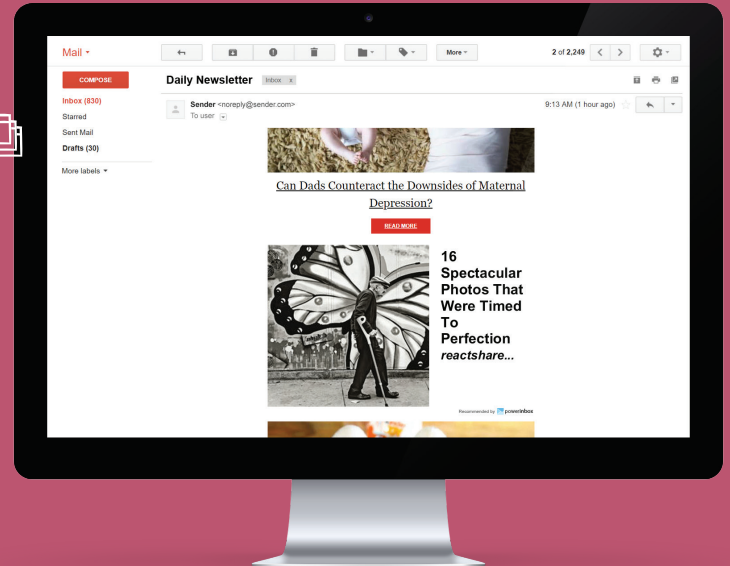 Mail
More
2 of 2,249
COMPOSE
Daily Newsletter
Inbox x
Inbox (830)
Starred
Sent Mail
Drafts (30)
More labels
Sender <noreply@sender.com>
To user
9:13 AM (1 hour ago)
Can Dads Counteract the Downsides of Maternal
Depression?
READ MORE
16
Spectacular
Photos That
Were Timed
To
Perfection
reactshare...
Recommended by powerinbox